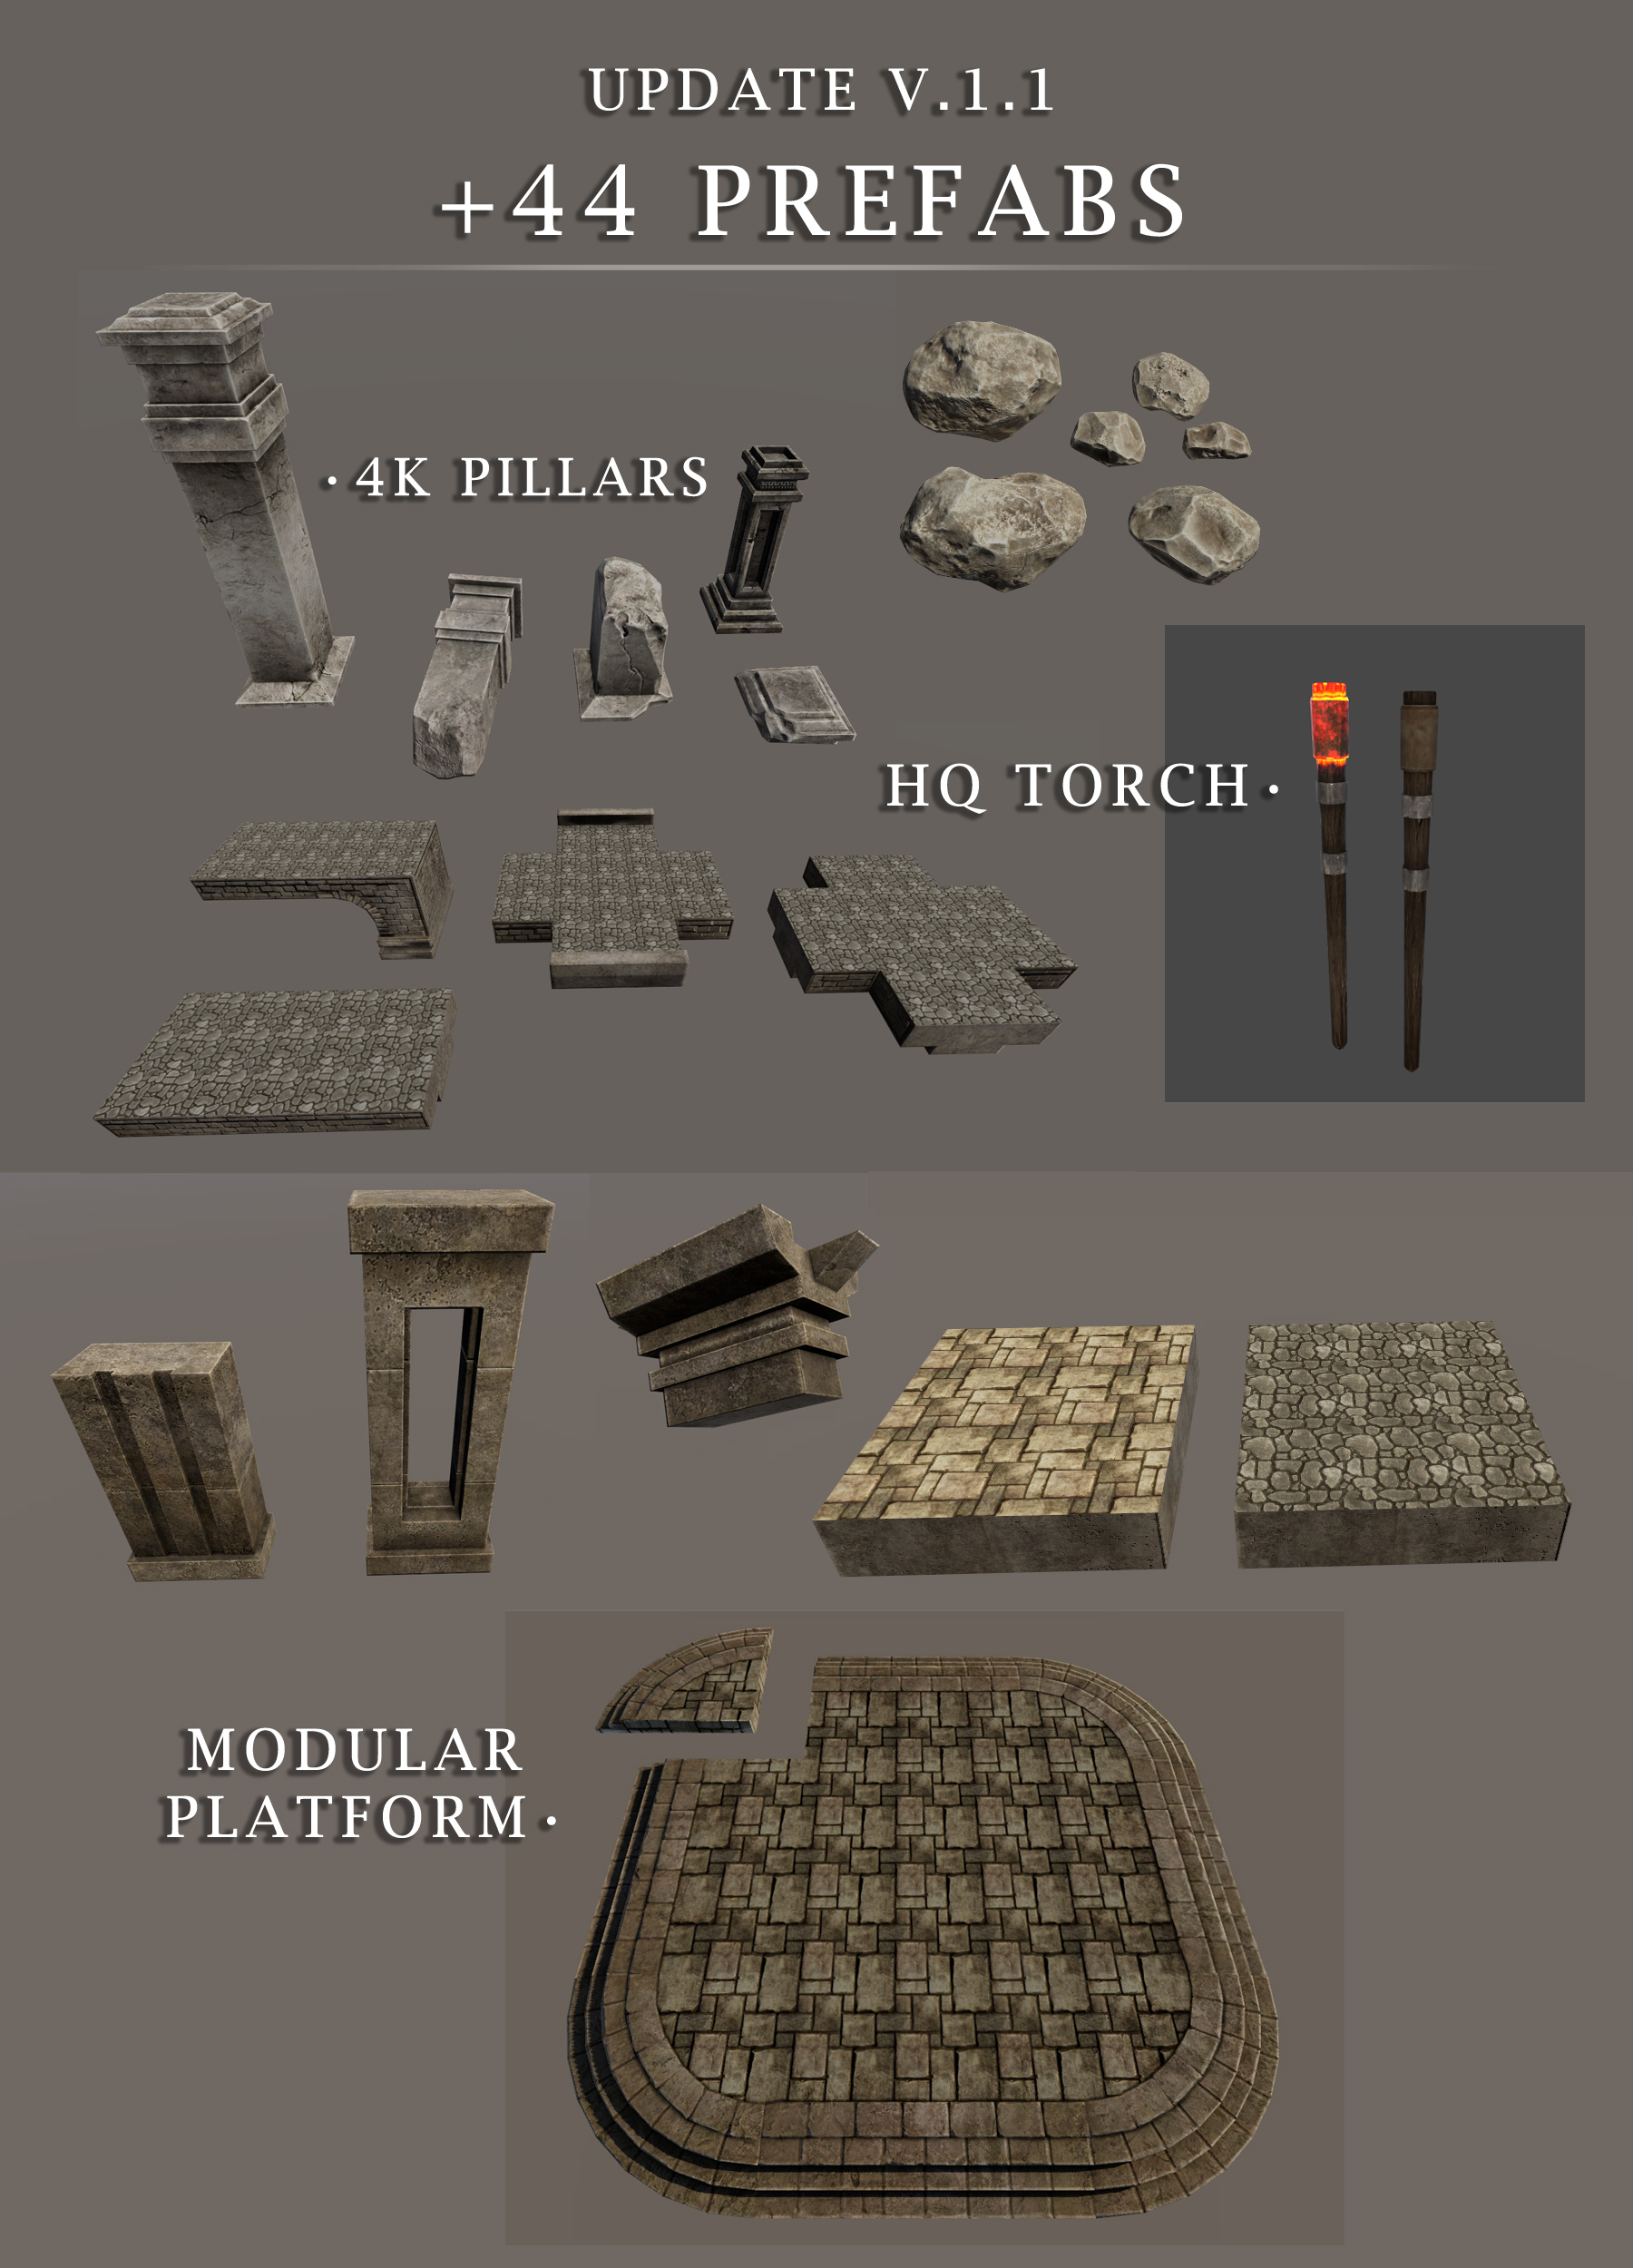 UPDATE V.1.1
+44 PREFABS
· 4K PILLARS
HQ TORCH ·
MODULAR
PLATFORM ·